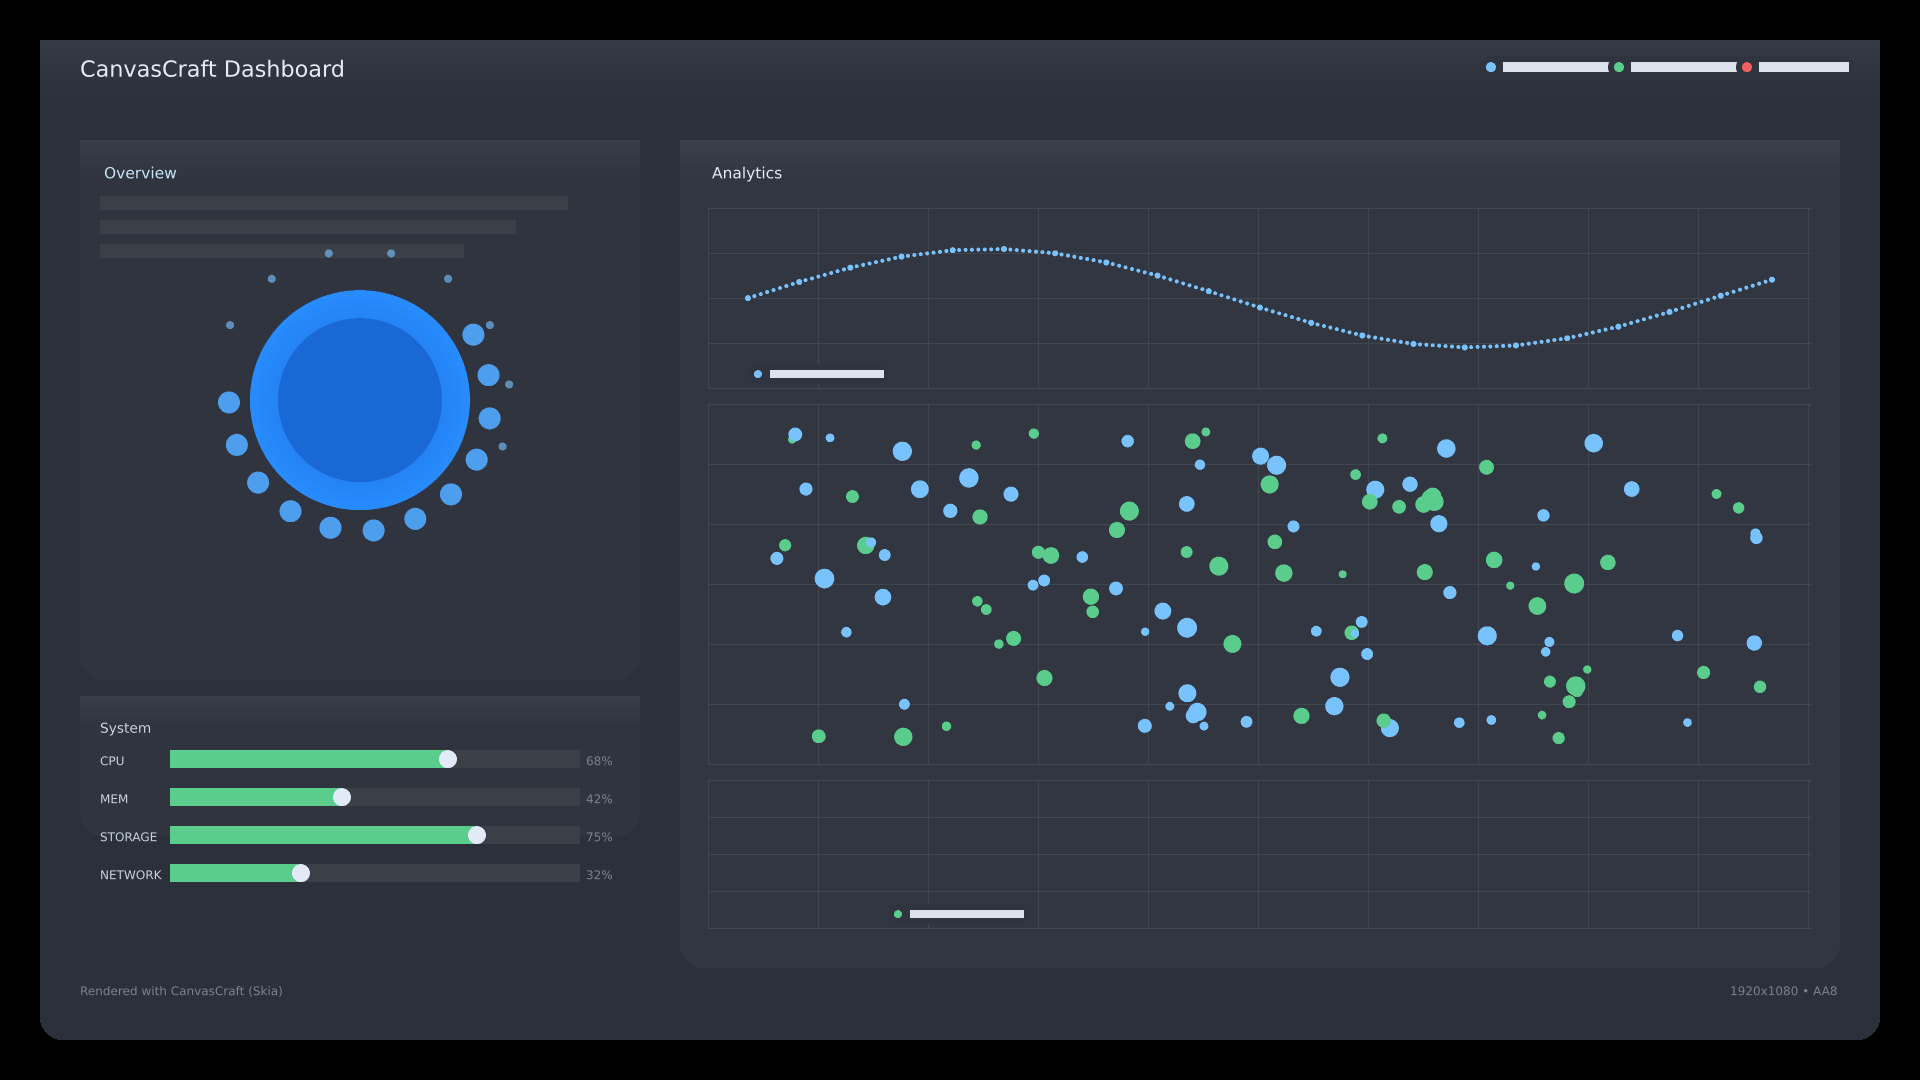 CanvasCraft Dashboard
Overview
Analytics
System
CPU 68%
MEM 42%
STORAGE 75%
NETWORK 32%
Rendered with CanvasCraft (Skia)
1920x1080 • AA8